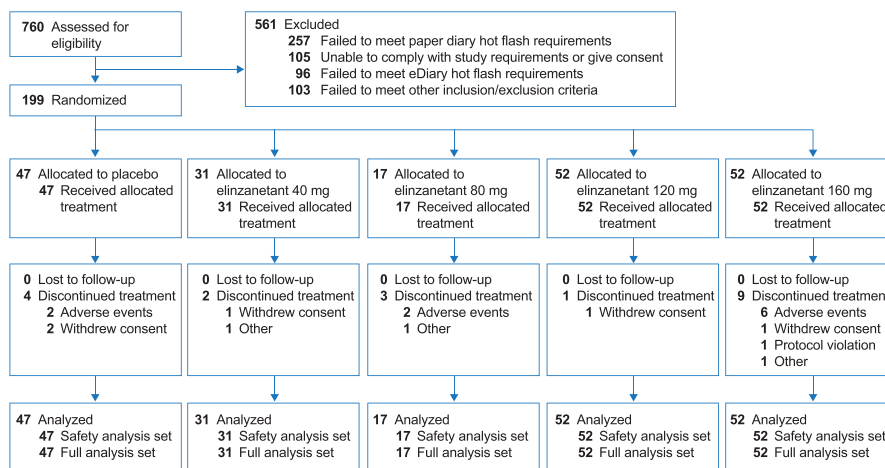 760 Assessed for
eligibility
561 Excluded
257 Failed to meet paper diary hot flash requirements
105 Unable to comply with study requirements or give consent
96 Failed to meet eDiary hot flash requirements
103 Failed to meet other inclusion/exclusion criteria
199 Randomized
47 Allocated to placebo
47 Received allocated
treatment
31 Allocated to
elinzanetant 40 mg
31 Received allocated
treatment
17 Allocated to
elinzanetant 80 mg
17 Received allocated
treatment
52 Allocated to
elinzanetant 120 mg
52 Received allocated
treatment
52 Allocated to
elinzanetant 160 mg
52 Received allocated
treatment
0 Lost to follow-up
4 Discontinued treatment
2 Adverse events
2 Withdrew consent
0 Lost to follow-up
2 Discontinued treatment
1 Withdrew consent
1 Other
0 Lost to follow-up
3 Discontinued treatment
2 Adverse events
1 Other
0 Lost to follow-up
1 Discontinued treatment
1 Withdrew consent
0 Lost to follow-up
9 Discontinued treatment
6 Adverse events
1 Withdrew consent
1 Protocol violation
1 Other
47 Analyzed
47 Safety analysis set
47 Full analysis set
31 Analyzed
31 Safety analysis set
31 Full analysis set
17 Analyzed
17 Safety analysis set
17 Full analysis set
52 Analyzed
52 Safety analysis set
52 Full analysis set
52 Analyzed
52 Safety analysis set
52 Full analysis set